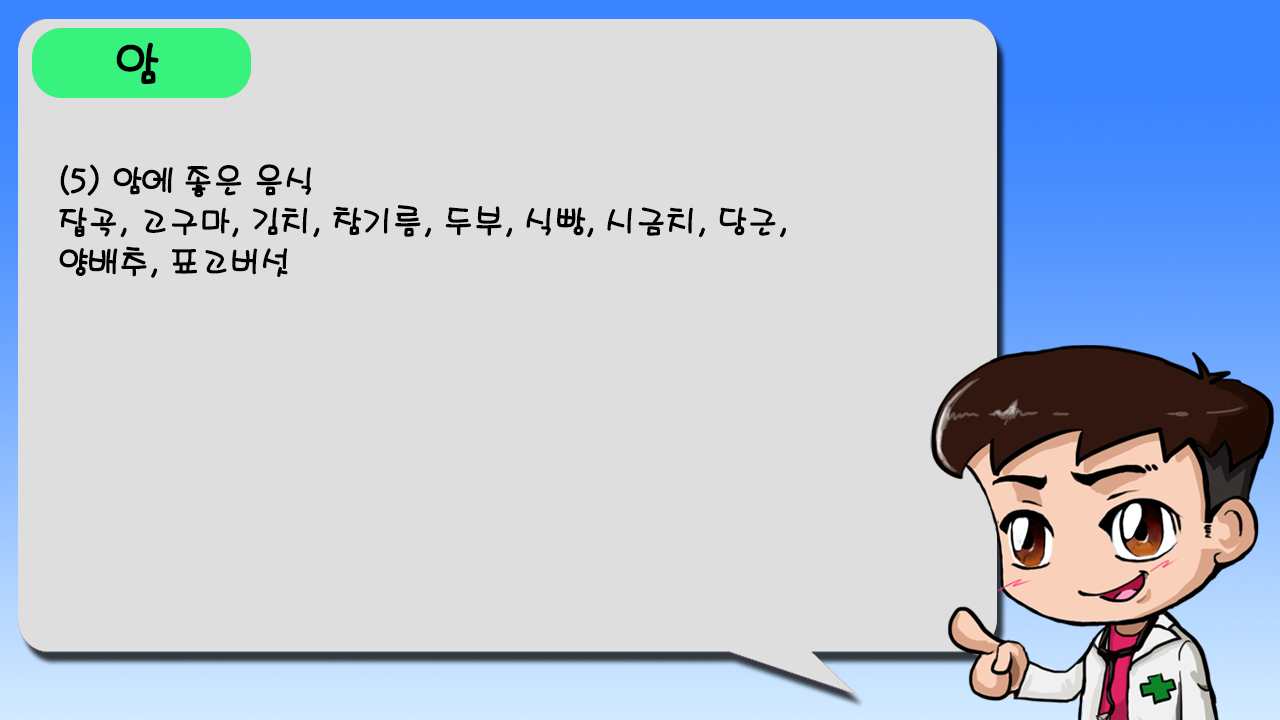 암
(5) 암에 좋은 음식
잡곡, 고구마, 김치, 참기름, 두부, 식빵, 시금치, 당근,
양배추, 표고버섯